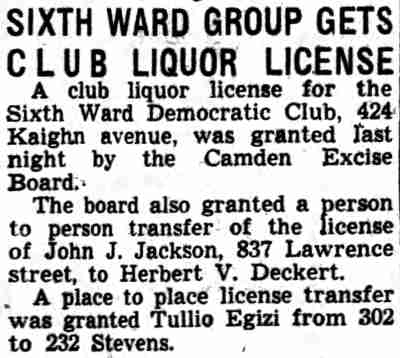 SIXTH WARD GROUP GETS
CLUB LIQUOR LICENSE
A club liquor license for the
Sixth Ward Democratic Club, 424
Kaighn avenue, was granted last
night by the Camden Excise
Board.
The board also granted a person
to person transfer of the license
of John J. Jackson, 837 Lawrence
street, to Herbert V. Deckert.
A place to place license transfer
was granted Tullio Egizi from 302
to 232 Stevens.